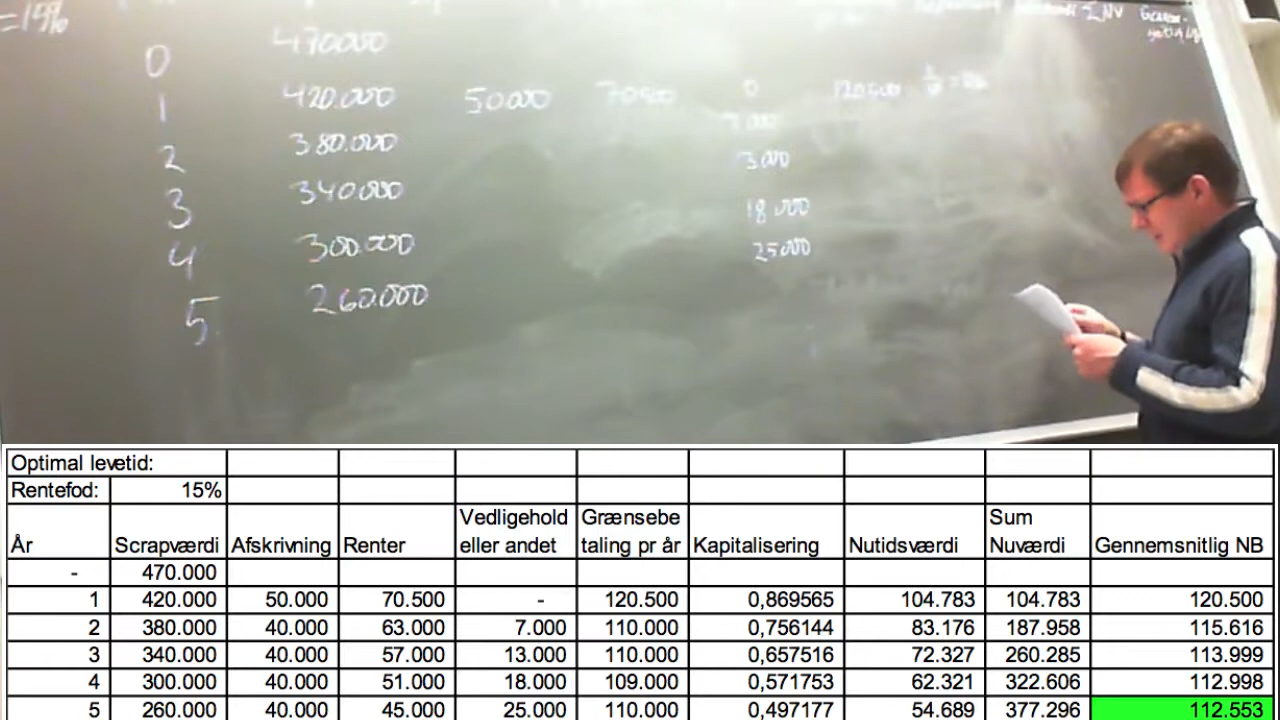 =15%
0 470000
1 420.000 50000 70500 0 120.500
7.000
2 380.000 3.000
3 340.000 18.000
4 300.000 25000
5. 260.000
Optimal levetid:
Rentefod: 15%
År Scrapværdi Afskrivning Renter Vedligehold eller andet Grænsebe taling pr år Kapitalisering Nutidsværdi Sum Nuværdi Gennemsnitlig NB
- 470.000
1 420.000 50.000 70.500 - 120.500 0,869565 104.783 104.783 120.500
2 380.000 40.000 63.000 7.000 110.000 0,756144 83.176 187.958 115.616
3 340.000 40.000 57.000 13.000 110.000 0,657516 72.327 260.285 113.999
4 300.000 40.000 51.000 18.000 109.000 0,571753 62.321 322.606 112.998
5 260.000 40.000 45.000 25.000 110.000 0,497177 54.689 377.296 112.553